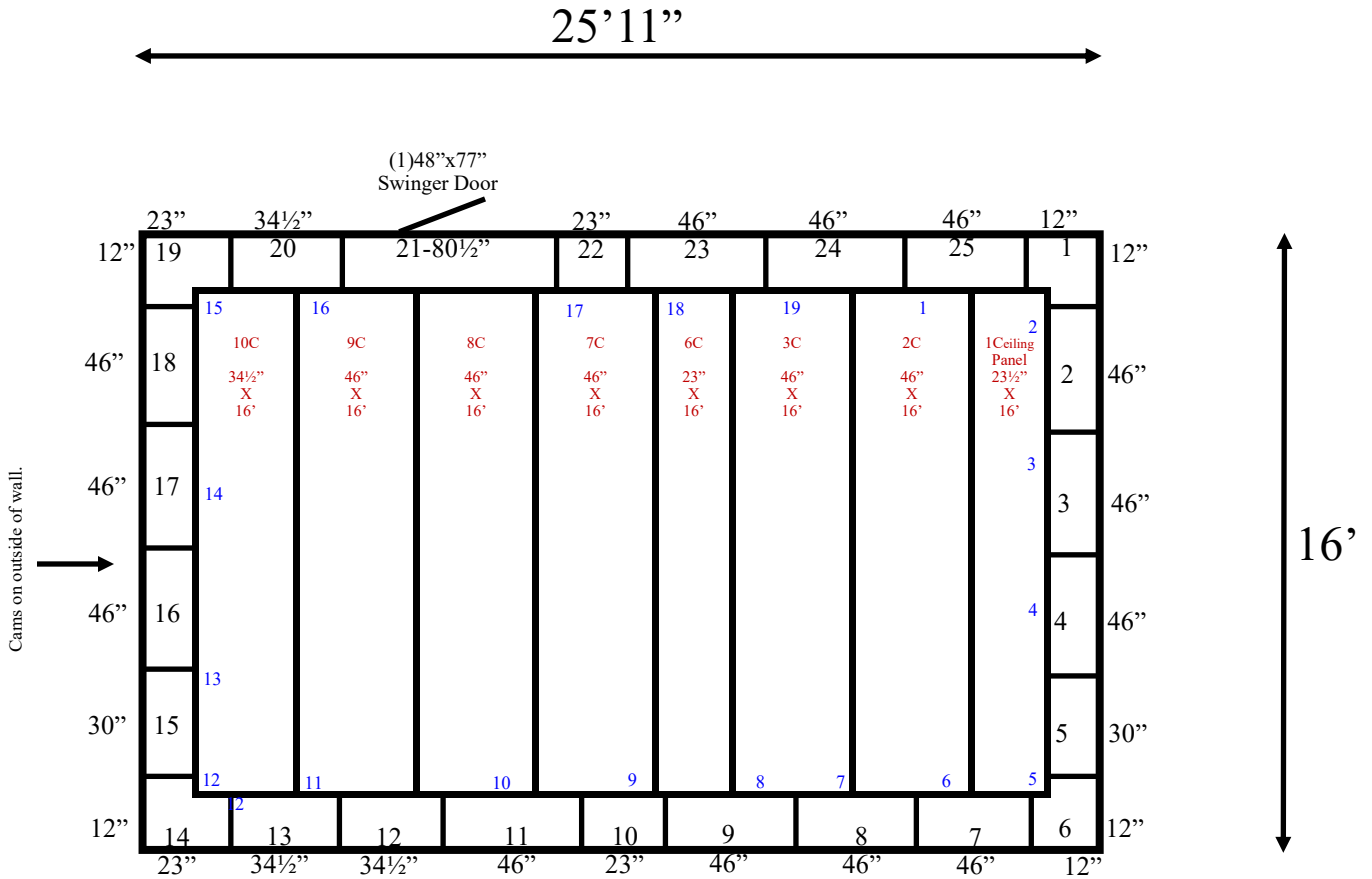 25’11”
(1)48”x77”
Swinger Door
23” 34½” 23” 46” 46” 46” 12”
12” 19 20 21-80½” 22 23 24 25 1 12”
15 16 17 18 19 1 2
10C 9C 8C 7C 6C 3C 2C 1Ceiling
Panel
34½” 46” 46” 46” 23” 46” 46” 23½”
X X X X X X X X
16’ 16’ 16’ 16’ 16’ 16’ 16’ 16’
46” 18 2 46”
3
46” 17 14 3 46”
Cams on outside of wall.
16’
46” 16 4 4 46”
13
30” 15 5 30”
12 11 10 9 8 7 6 5
12
12” 14 13 12 11 10 9 8 7 6 12”
23” 34½” 34½” 46” 23” 46” 46” 46” 12”